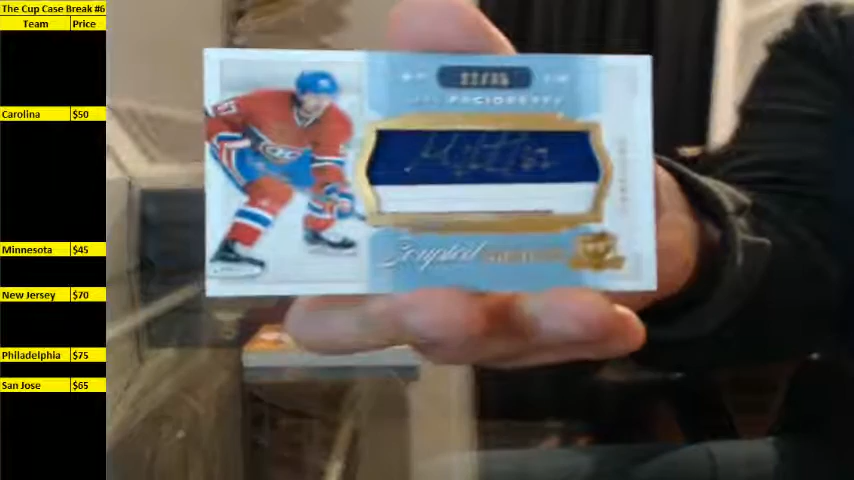 The Cup Case Break #6
Team Price
Carolina $50
Minnesota $45
New Jersey $70
Philadelphia $75
San Jose $65
PACIORETTY
Scripted